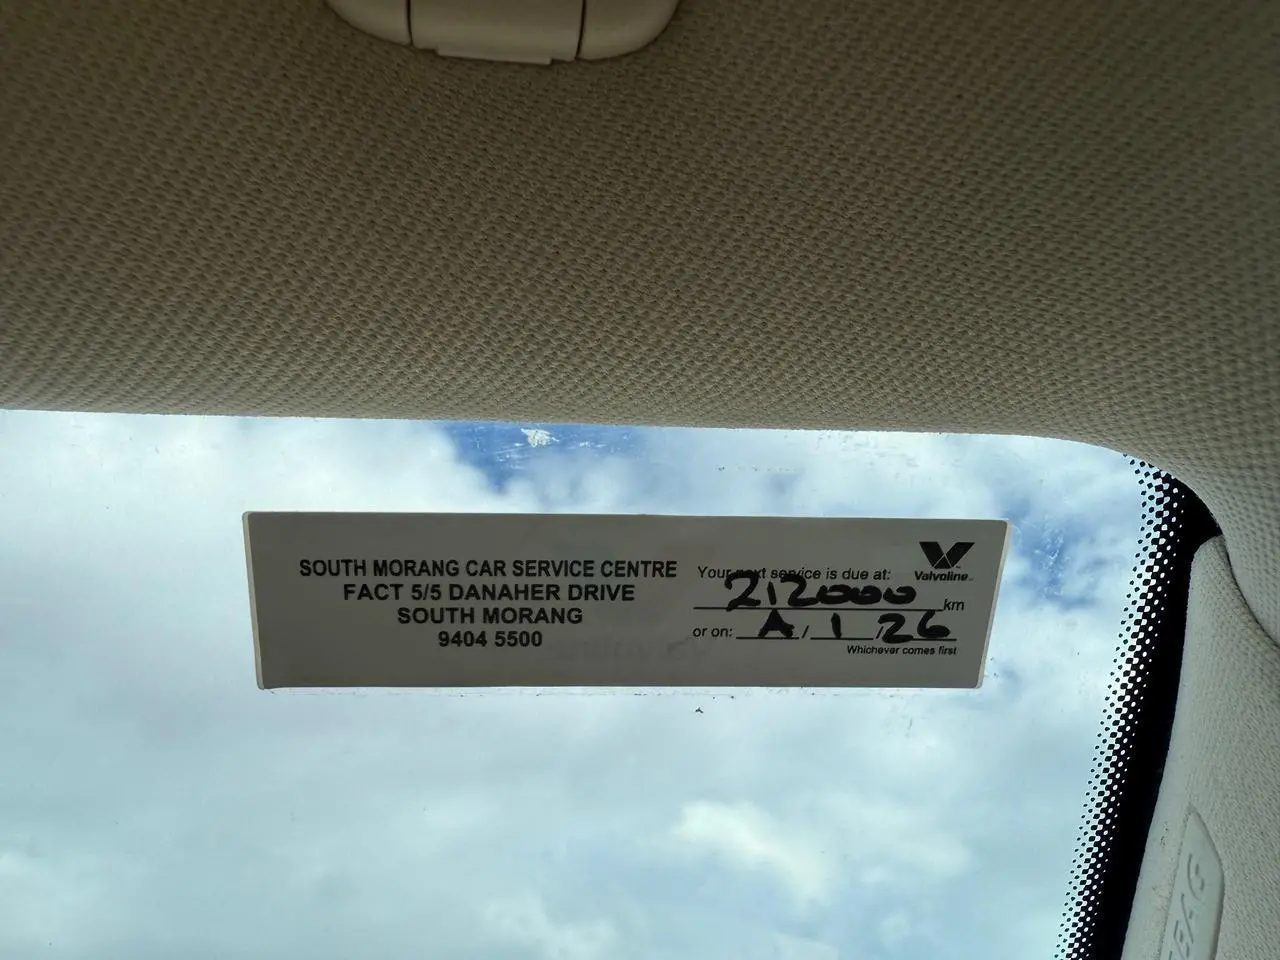 SOUTH MORANG CAR SERVICE CENTRE
FACT 5/5 DANAHER DRIVE
SOUTH MORANG
9404 5500
Valvoline
Your next service is due at:
212000 km
or on: A / 1 / 26
Whichever comes first